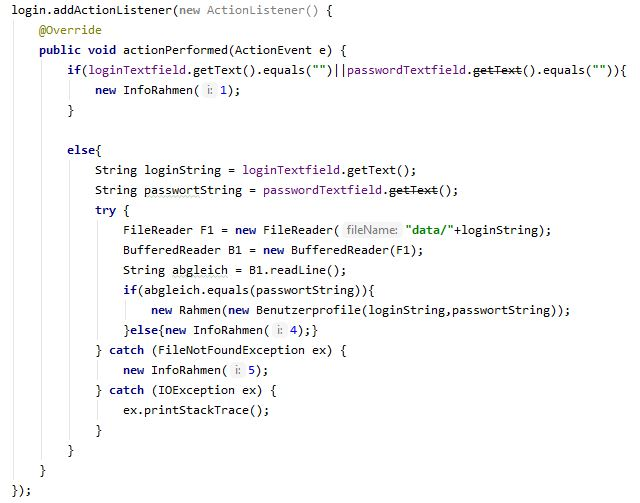 login.addActionListener(new ActionListener() {
    @Override
    public void actionPerformed(ActionEvent e) {
        if(loginTextfield.getText().equals("")||passwordTextfield.getText().equals("")){
            new InfoRahmen( i: 1);
        }

        else{
            String loginString = loginTextfield.getText();
            String passwortString = passwordTextfield.getText();
            try {
                FileReader F1 = new FileReader( fileName: "data/"+loginString);
                BufferedReader B1 = new BufferedReader(F1);
                String abgleich = B1.readLine();
                if(abgleich.equals(passwortString)){
                    new Rahmen(new Benutzerprofile(loginString,passwortString));
                }else{new InfoRahmen( i: 4);}
            } catch (FileNotFoundException ex) {
                new InfoRahmen( i: 5);
            } catch (IOException ex) {
                ex.printStackTrace();
            }
        }
    }
});